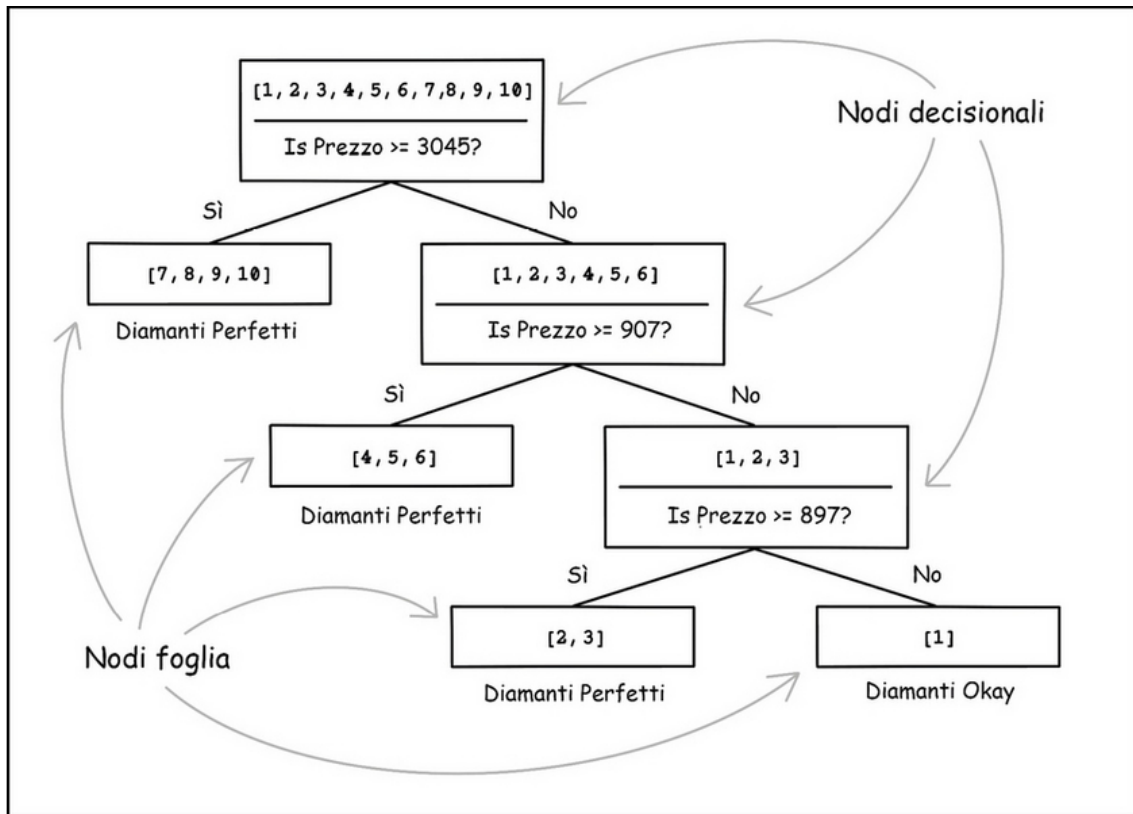 [1, 2, 3, 4, 5, 6, 7,8, 9, 10]
Is Prezzo >= 3045?
Nodi decisionali
Sì
No
[7, 8, 9, 10]
Diamanti Perfetti
[1, 2, 3, 4, 5, 6]
Is Prezzo >= 907?
Sì
No
[4, 5, 6]
Diamanti Perfetti
[1, 2, 3]
Is Prezzo >= 897?
Sì
No
Nodi foglia
[2, 3]
Diamanti Perfetti
[1]
Diamanti Okay